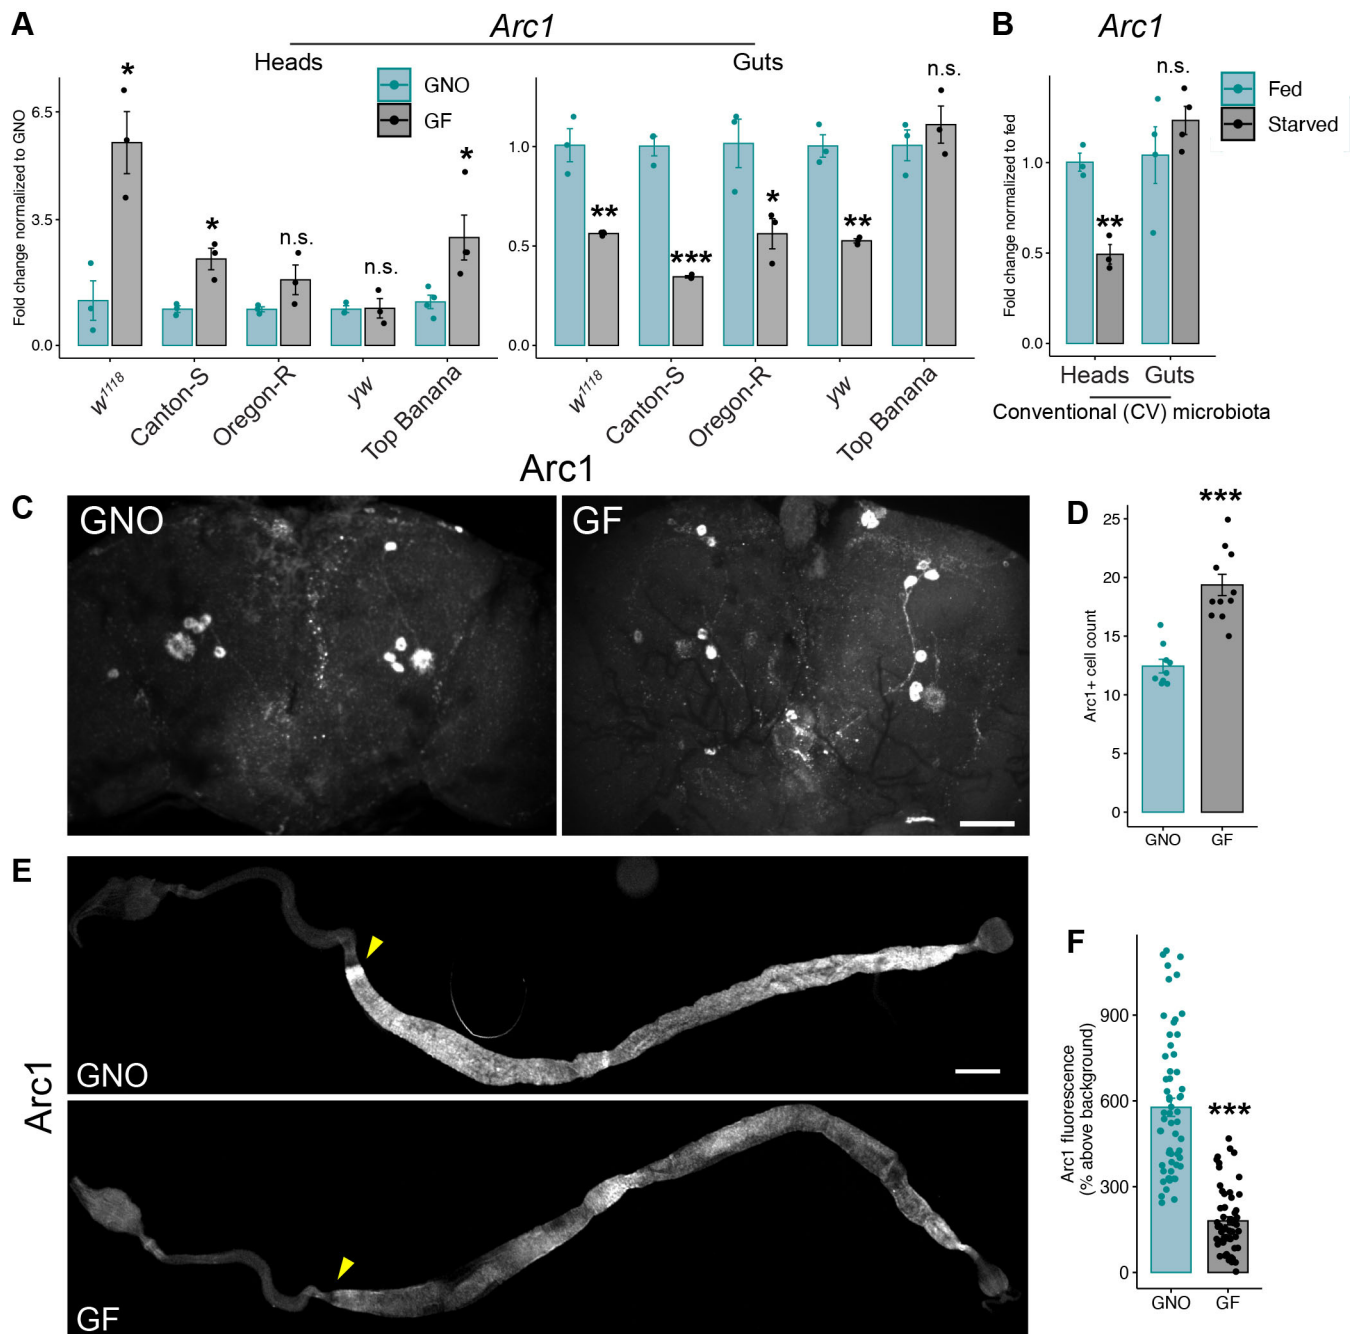 A
Arc1
Heads
Guts
GNO
GF
Fold change normalized to GNO
6.5
3.5
0.0
*
*
n.s.
n.s.
*
w1118
Canton-S
Oregon-R
yw
Top Banana
1.0
0.5
0.0
**
***
*
**
n.s.
w1118
Canton-S
Oregon-R
yw
Top Banana
B
Arc1
Fed
Starved
Fold change normalized to fed
1.0
0.5
0.0
**
n.s.
Heads
Guts
Conventional (CV) microbiota
Arc1
C
GNO
GF
D
***
Arc1+ cell count
25
20
15
10
5
0
GNO
GF
E
Arc1
GNO
GF
F
***
Arc1 fluorescence
(% above background)
900
600
300
0
GNO
GF